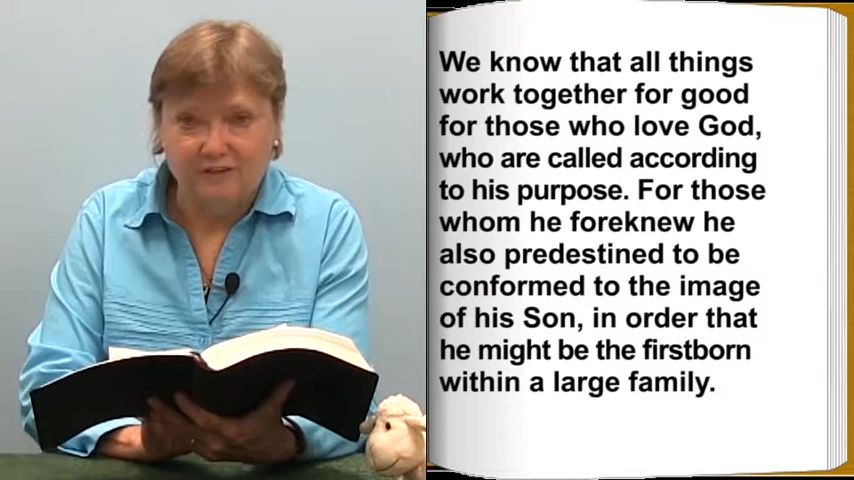 We know that all things
work together for good
for those who love God,
who are called according
to his purpose. For those
whom he foreknew he
also predestined to be
conformed to the image
of his Son, in order that
he might be the firstborn
within a large family.